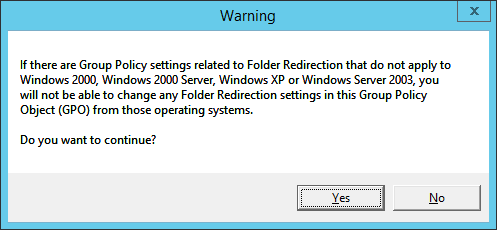 Warning
x
If there are Group Policy settings related to Folder Redirection that do not apply to
Windows 2000, Windows 2000 Server, Windows XP or Windows Server 2003, you
will not be able to change any Folder Redirection settings in this Group Policy
Object (GPO) from those operating systems.
Do you want to continue?
Yes No